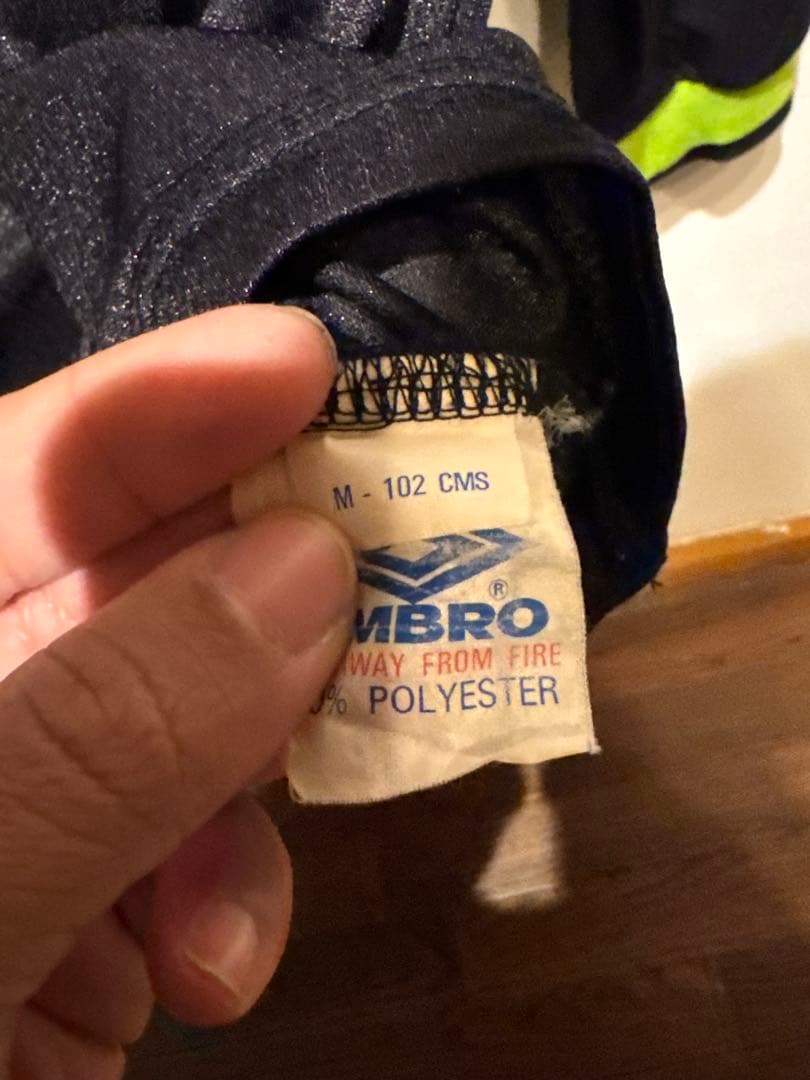 M - 102 CMS
®
MBRO
WAY FROM FIRE
% POLYESTER